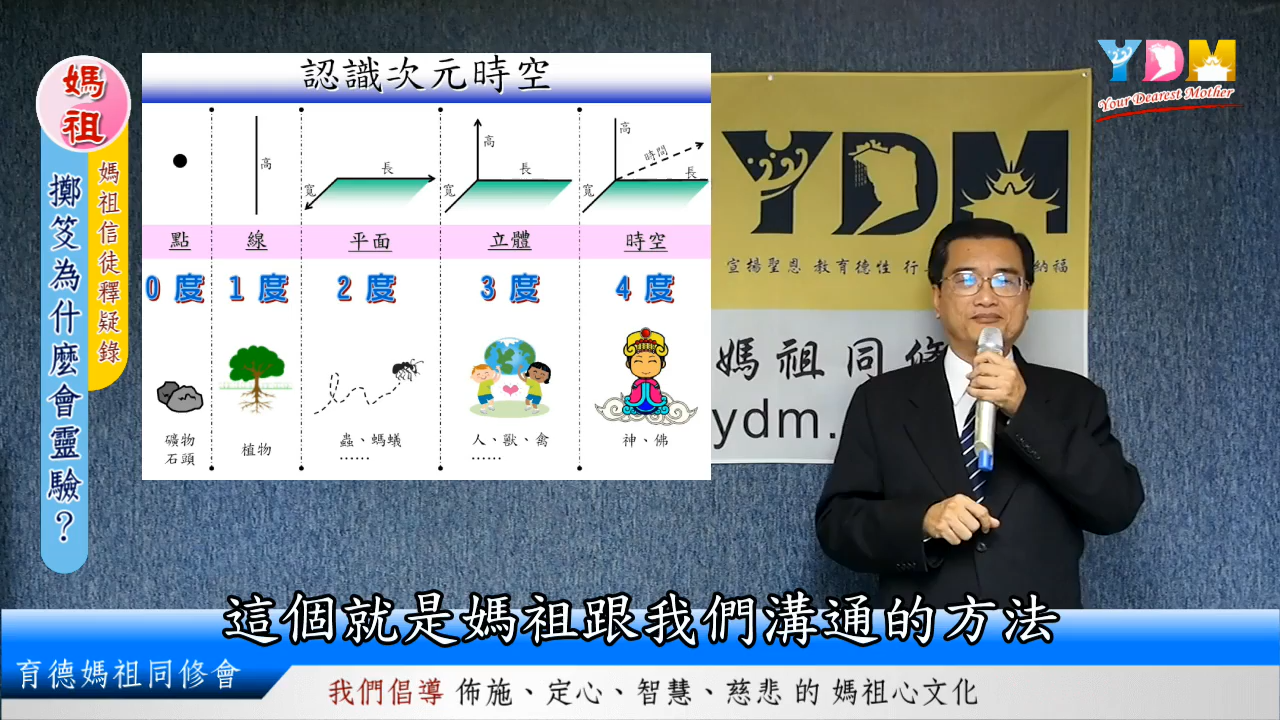 媽祖
媽祖信徒釋疑錄
擲筊為什麼會靈驗？
認識次元時空
高
長
寬
高
長
寬
高
時間
長
寬
點
線
平面
立體
時空
0度
1度
2度
3度
4度
礦物
石頭
植物
蟲、螞蟻
……
人、獸、禽
……
神、佛
YDM
Your Dearest Mother
YDM
宣揚聖恩 教育德性 行
納福
媽祖同修
ydm.
這個就是媽祖跟我們溝通的方法
育德媽祖同修會
我們倡導 佈施、定心、智慧、慈悲 的 媽祖心文化